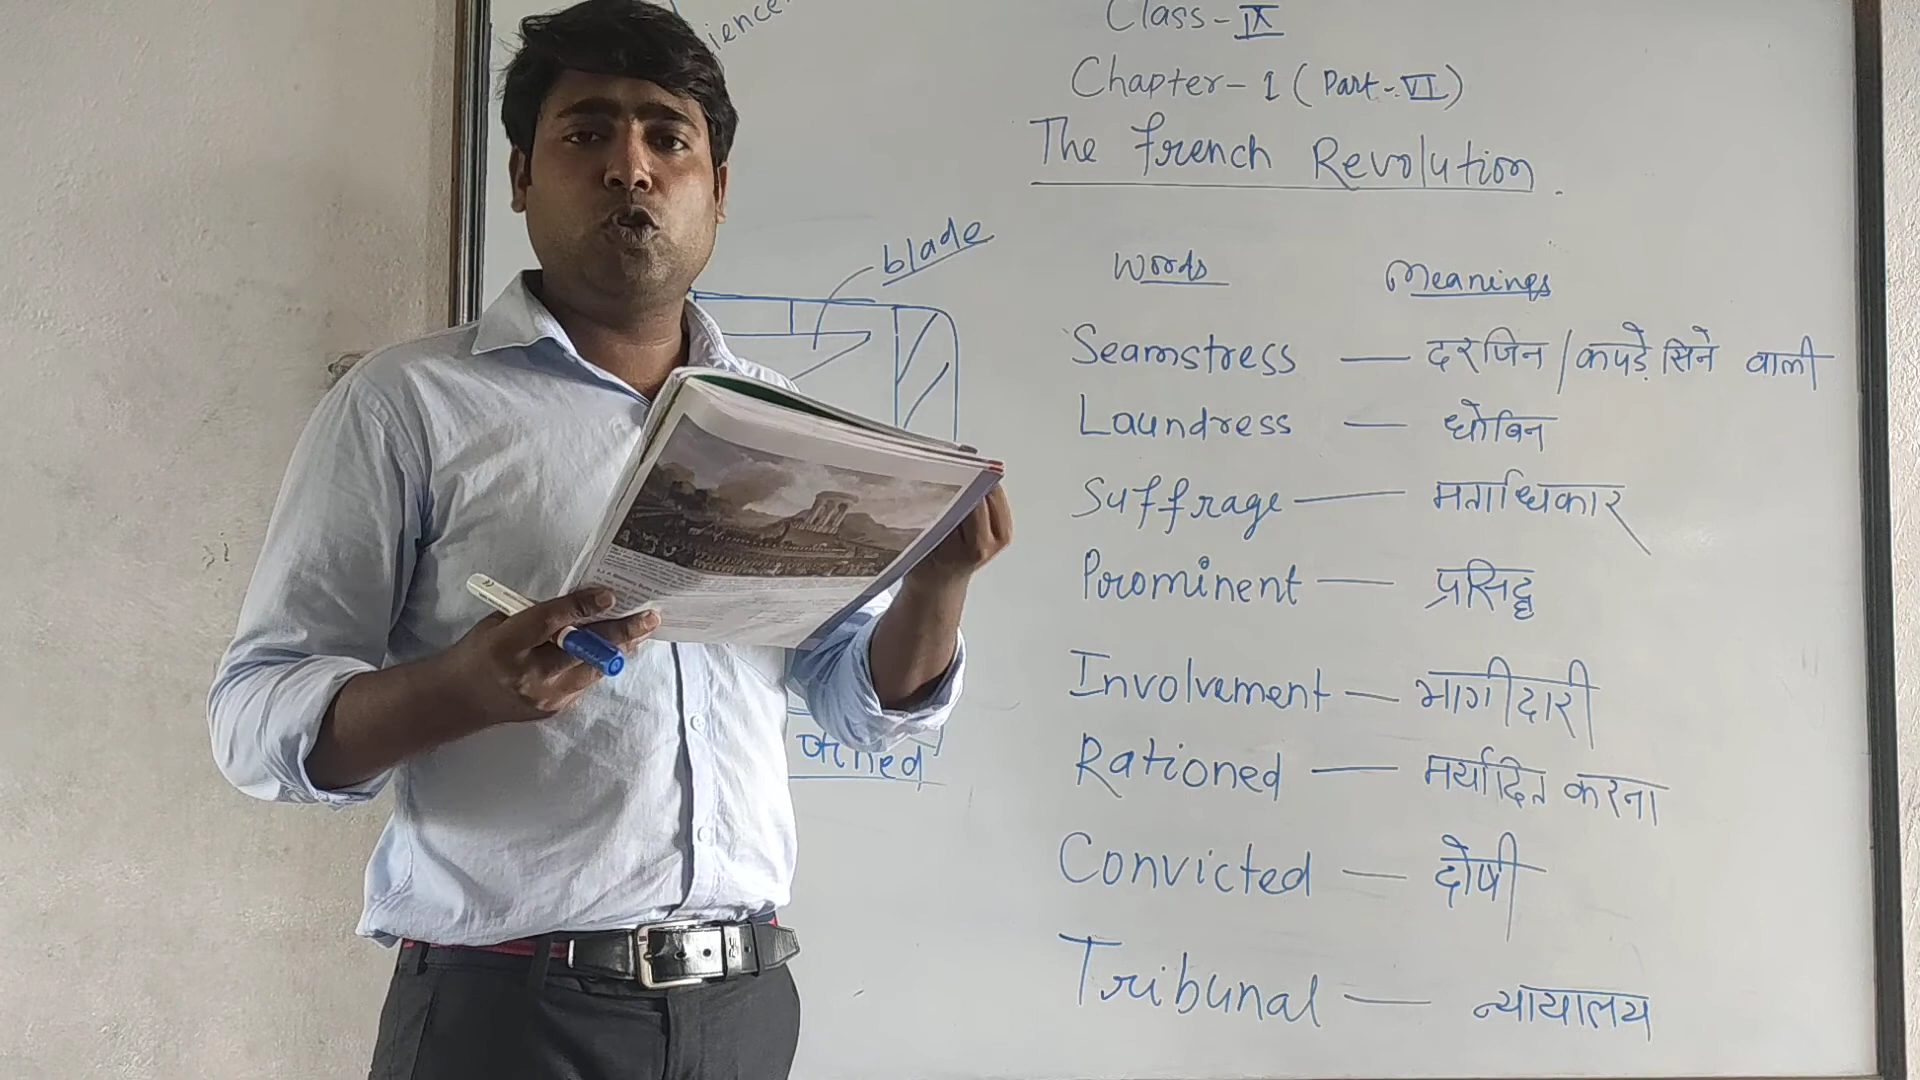 Class-IX
Chapter-1 (Part-VI)
The French Revolution.
blade
Words Meanings
Seamstress — दरजिन / कपड़े सिने वाली
Laundress — धोबिन
Suffrage — मताधिकार
Prominent — प्रसिद्ध
Involvement — भागीदारी
Rationed — मर्यादित करना
Convicted — दोषी
Tribunal — न्यायालय